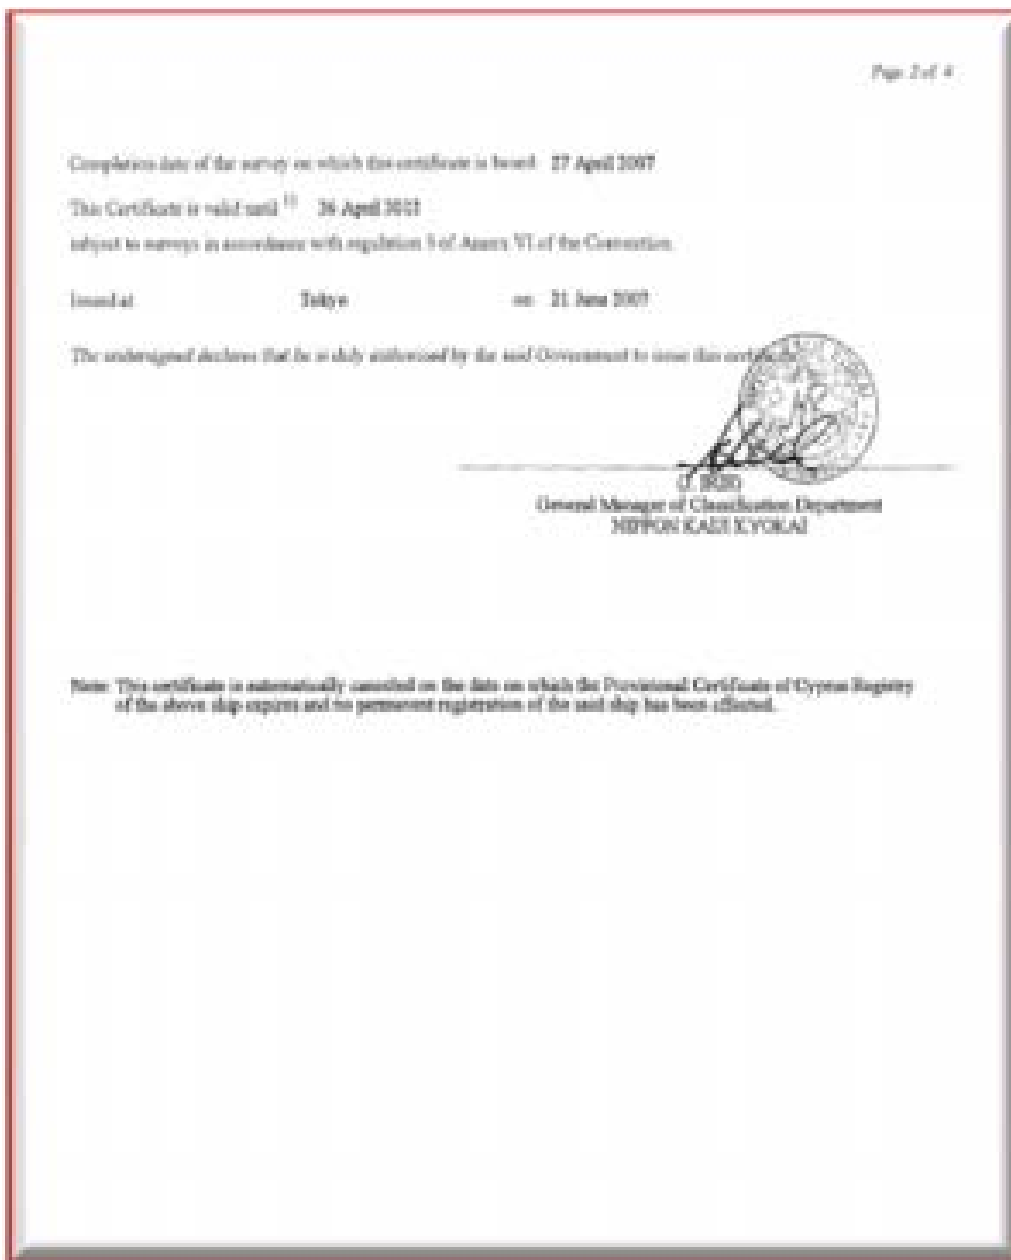 Page 2 of 4
Completion date of the survey on which this certificate is based: 27 April 2007
This Certificate is valid until 26 April
subject to surveys in accordance with regulation 5 of Annex VI of the Convention.
Issued at Tokyo on 21 June 2007
The undersigned declares that he is duly authorized by the said Government to issue this certificate.
General Manager of Classification Department
NIPPON KAIJI KYOKAI
Note: This certificate is automatically canceled on the date on which the Provisional Certificate of Cyprus Registry
of the above ship expires and no permanent registration of the said ship has been effected.